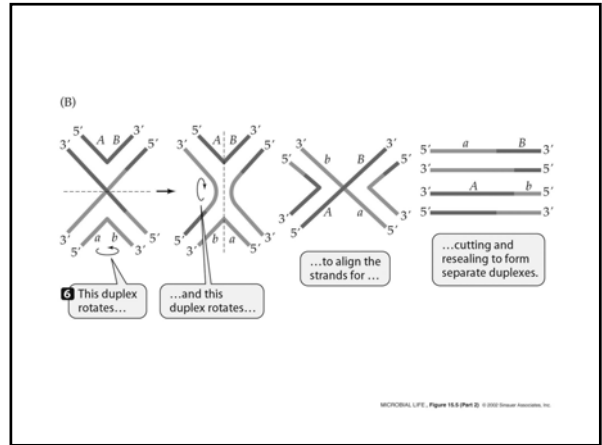 (B)
5′ A B 3′
3′ 5′
3′ a b 5′
5′ 3′
5′ A B 3′
3′ 5′
3′ b a 5′
5′ 3′
3′ b B 3′
5′ 5′
3′ A a 5′
5′ 3′
5′ a B 3′
3′ 5′
3′ A b 5′
5′ 3′
6 This duplex
rotates…
…and this
duplex rotates…
…to align the
strands for …
…cutting and
resealing to form
separate duplexes.
MICROBIAL LIFE, Figure 15.5 (Part 2) © 2002 Sinauer Associates, Inc.